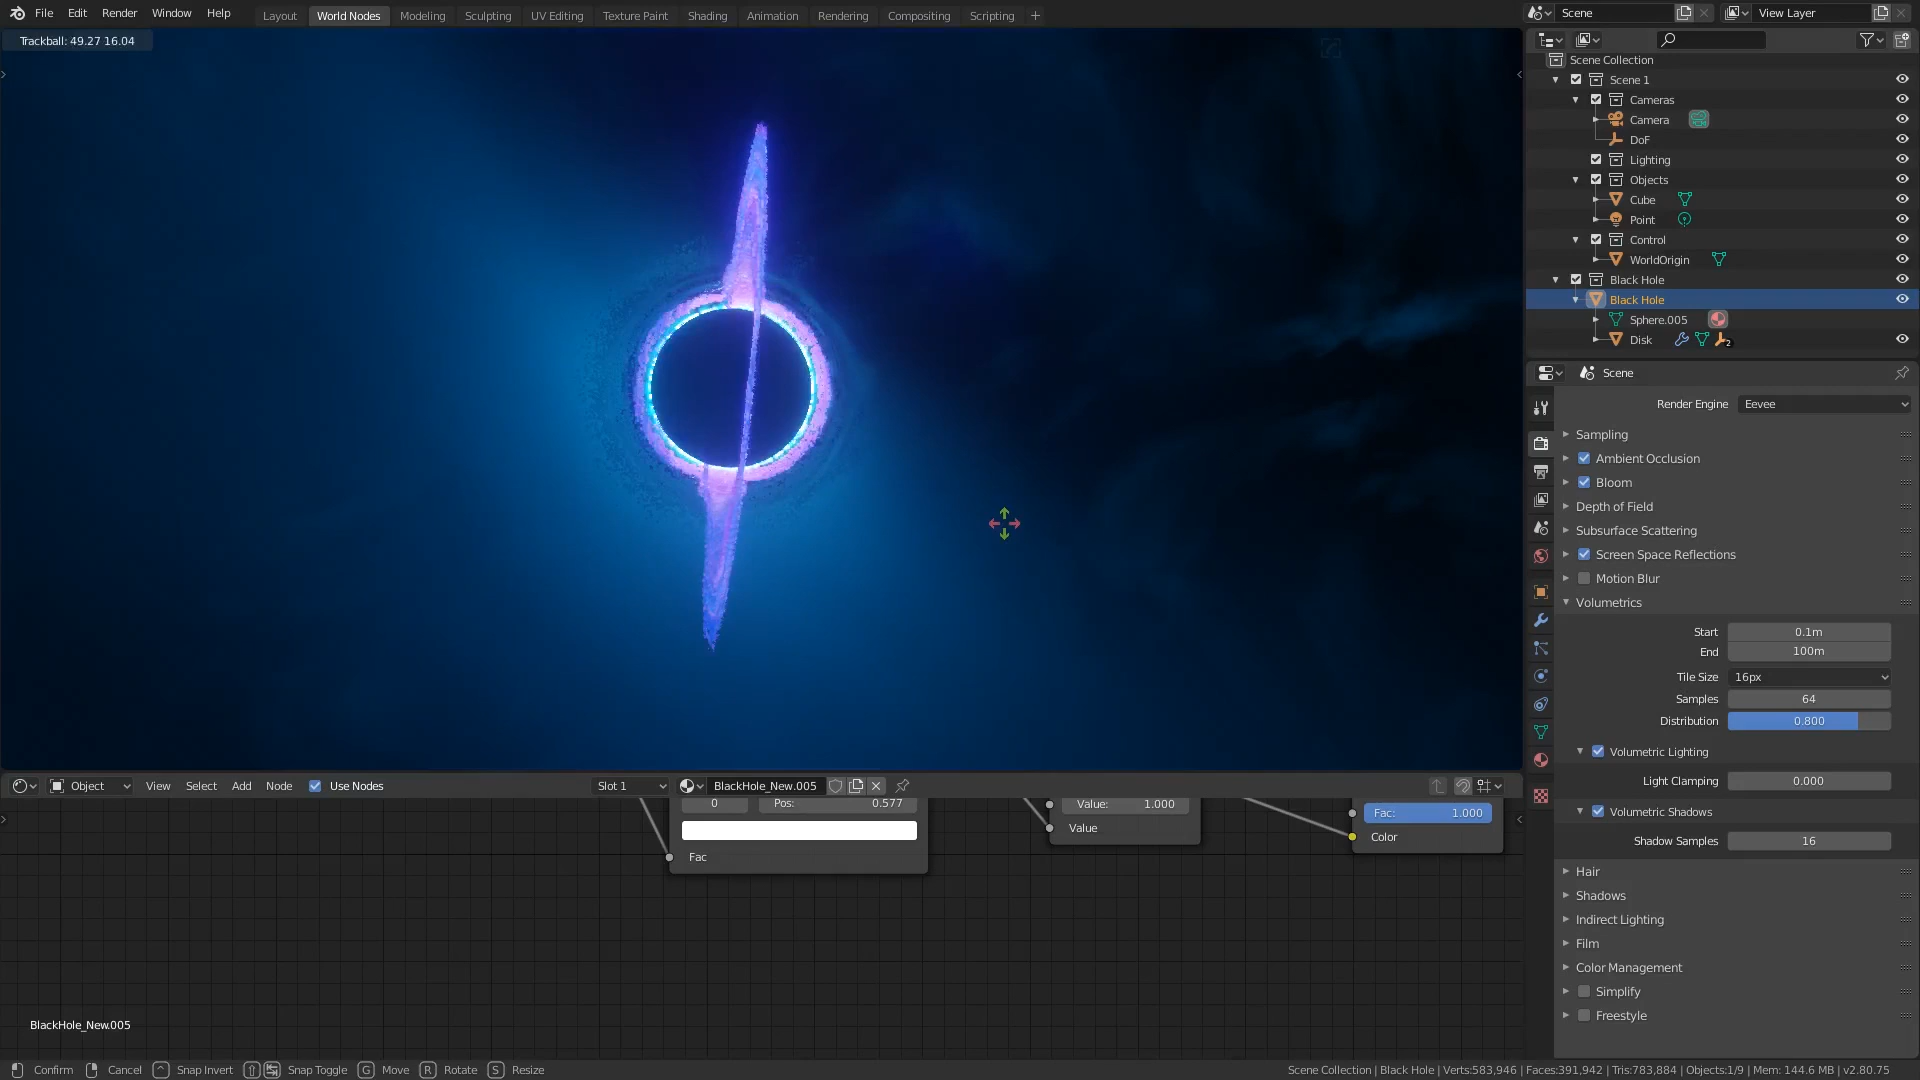 File Edit Render Window Help Layout World Nodes Modeling Sculpting UV Editing Texture Paint Shading Animation Rendering Compositing Scripting + Scene View Layer
Trackball: 49.27 16.04
Scene Collection
Scene 1
Cameras
Camera
DoF
Lighting
Objects
Cube
Point
Control
WorldOrigin
Black Hole
Black Hole
Sphere.005
Disk 2
Scene
Render Engine Eevee
Sampling
Ambient Occlusion
Bloom
Depth of Field
Subsurface Scattering
Screen Space Reflections
Motion Blur
Volumetrics
Start 0.1m
End 100m
Tile Size 16px
Samples 64
Distribution 0.800
Volumetric Lighting
Light Clamping 0.000
Volumetric Shadows
Shadow Samples 16
Hair
Shadows
Indirect Lighting
Film
Color Management
Simplify
Freestyle
Object View Select Add Node Use Nodes Slot 1 BlackHole_New.005
0 Pos: 0.577
Fac
Value: 1.000
Value
Fac: 1.000
Color
BlackHole_New.005
Confirm Cancel ^ Snap Invert Snap Toggle G Move R Rotate S Resize Scene Collection | Black Hole | Verts:583,946 | Faces:391,942 | Tris:783,884 | Objects:1/9 | Mem: 144.6 MB | v2.80.75